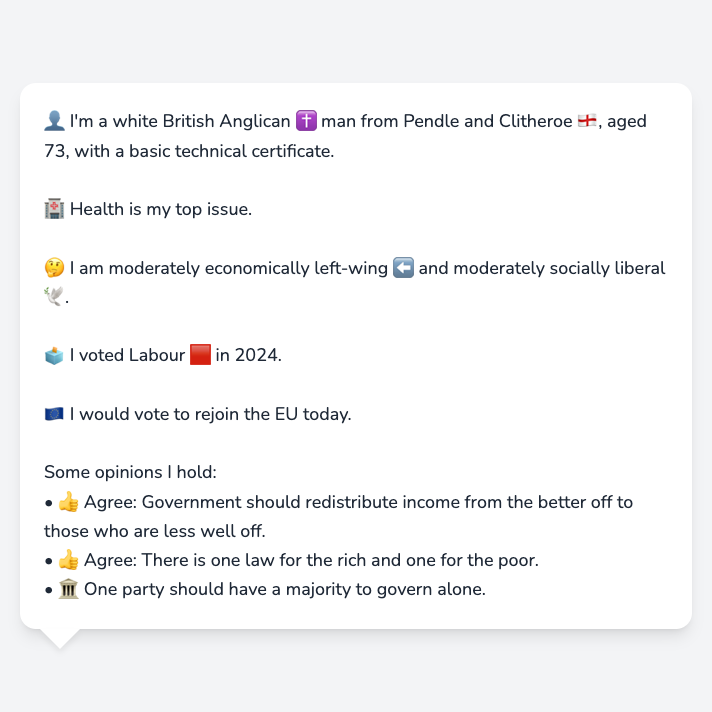 👤 I'm a white British Anglican ✝️ man from Pendle and Clitheroe 🏴󠁧󠁢󠁥󠁮󠁧󠁿, aged
73, with a basic technical certificate.
🏥 Health is my top issue.
🤔 I am moderately economically left-wing ⬅️ and moderately socially liberal
🕊️.
🗳️ I voted Labour 🟥 in 2024.
🇪🇺 I would vote to rejoin the EU today.
Some opinions I hold:
• 👍 Agree: Government should redistribute income from the better off to
those who are less well off.
• 👍 Agree: There is one law for the rich and one for the poor.
• 🏛️ One party should have a majority to govern alone.